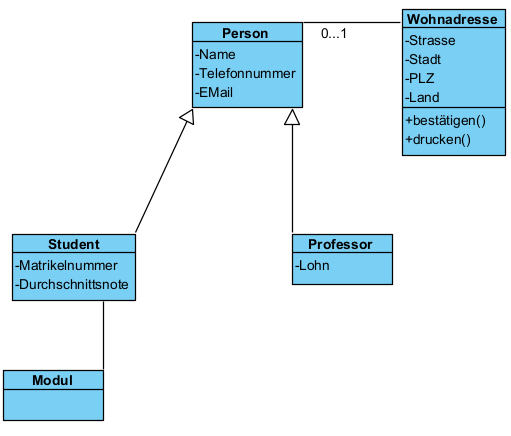 Person
-Name
-Telefonnummer
-EMail
0...1
Wohnadresse
-Strasse
-Stadt
-PLZ
-Land
+bestätigen()
+drucken()
Student
-Matrikelnummer
-Durchschnittsnote
Professor
-Lohn
Modul